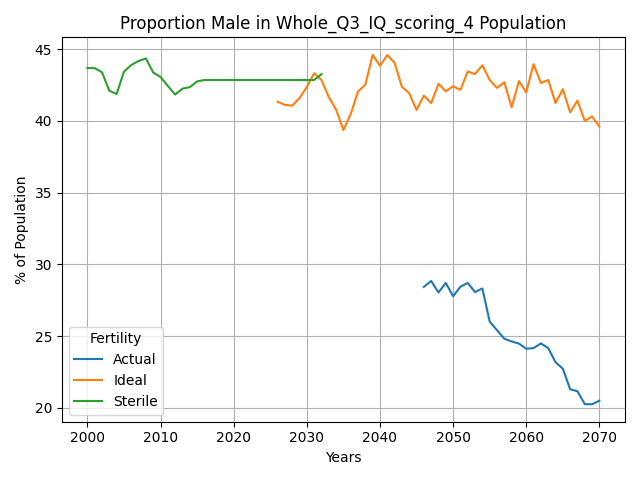 Proportion Male in Whole_Q3_IQ_scoring_4 Population
% of Population
45
40
35
30
25
20
Fertility
Actual
Ideal
Sterile
2000 2010 2020 2030 2040 2050 2060 2070
Years